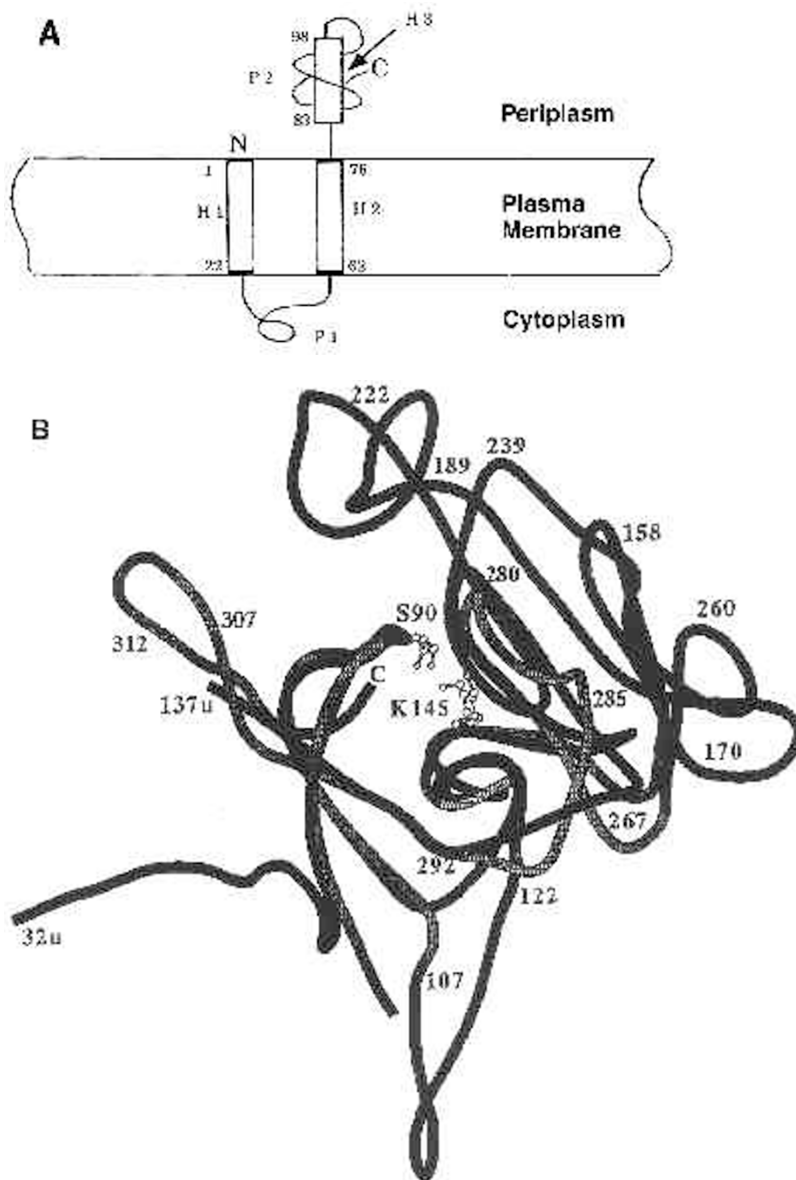 A
98
H 3
P 2
C
83
Periplasm
N
1
76
H 1
H 2
Plasma
Membrane
22
62
Cytoplasm
P 1
B
222
239
189
158
280
260
307
S90
312
C
137u
K145
285
170
267
292
122
32u
107